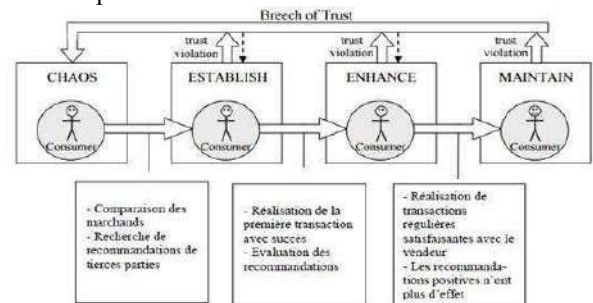 Breech of Trust
trust
violation
trust
violation
trust
violation
CHAOS
ESTABLISH
ENHANCE
MAINTAIN
Consumer
Consumer
Consumer
Consumer
- Comparaison des
marchands
- Recherche de
recommandations de
tierces parties
- Réalisation de la
première transaction
avec succès
- Evaluation des
recommandations
- Réalisation de
transactions
régulières
satisfaisantes avec le
vendeur
- Les recommanda-
tions positives n'ont
plus d'effet